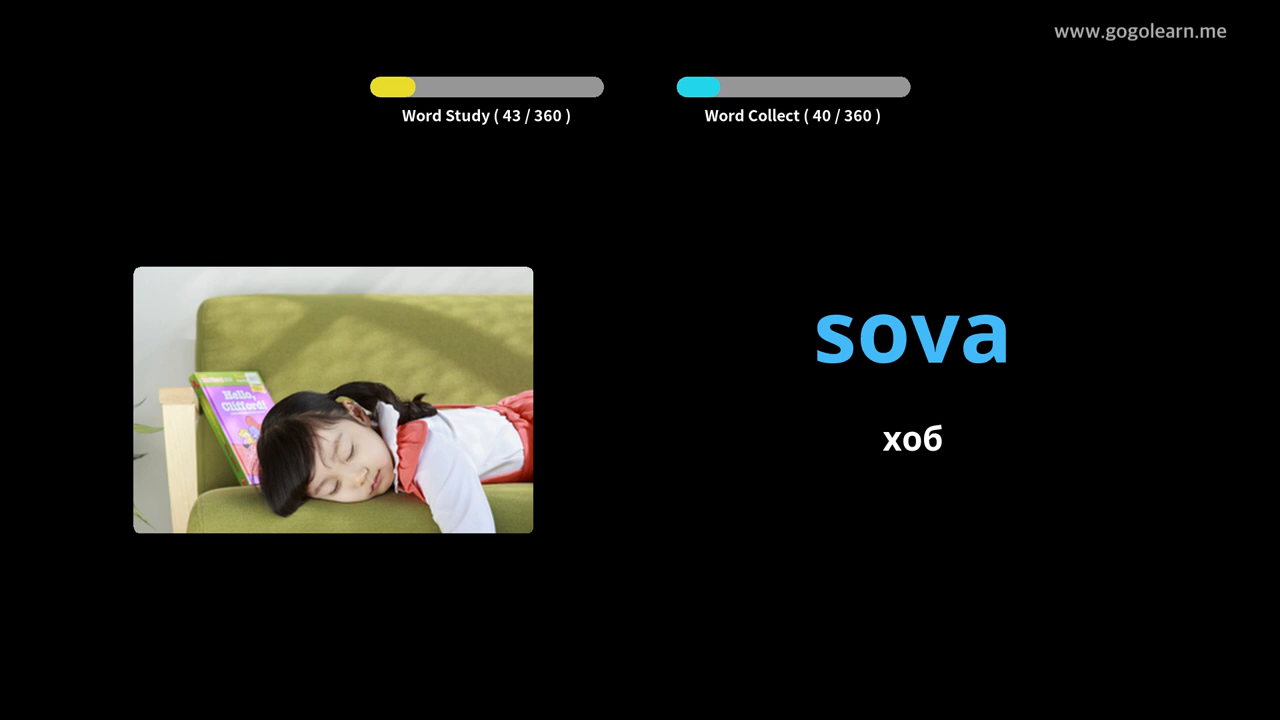 www.gogolearn.me
Word Study ( 43 / 360 )
Word Collect ( 40 / 360 )
Hello,
Clifford!
sova
хоб